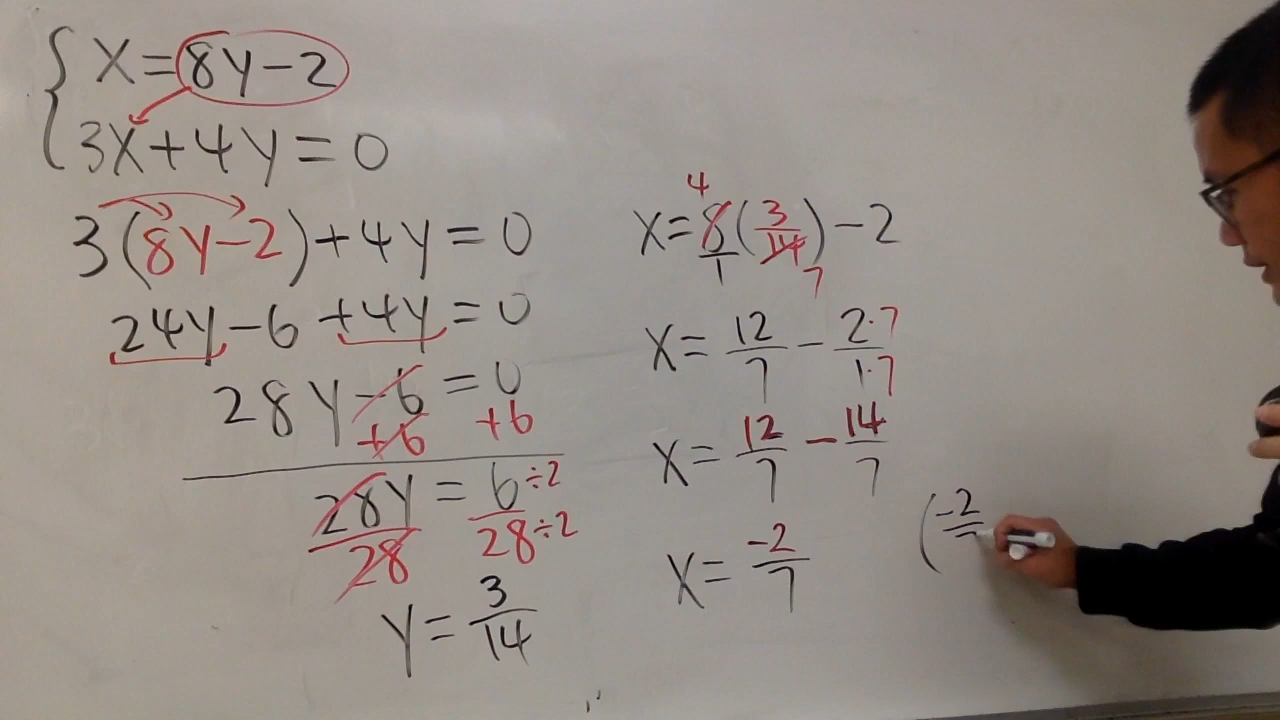 x=8y-2
3x+4y=0
3(8y-2)+4y=0
24y-6+4y=0
28y-6=0
+6 +6
28y/28=6÷2/28÷2
y=3/14
4
x=8/1(3/14)-2
7
x=12/7-2·7/1·7
x=12/7-14/7
x=-2/7
(-2